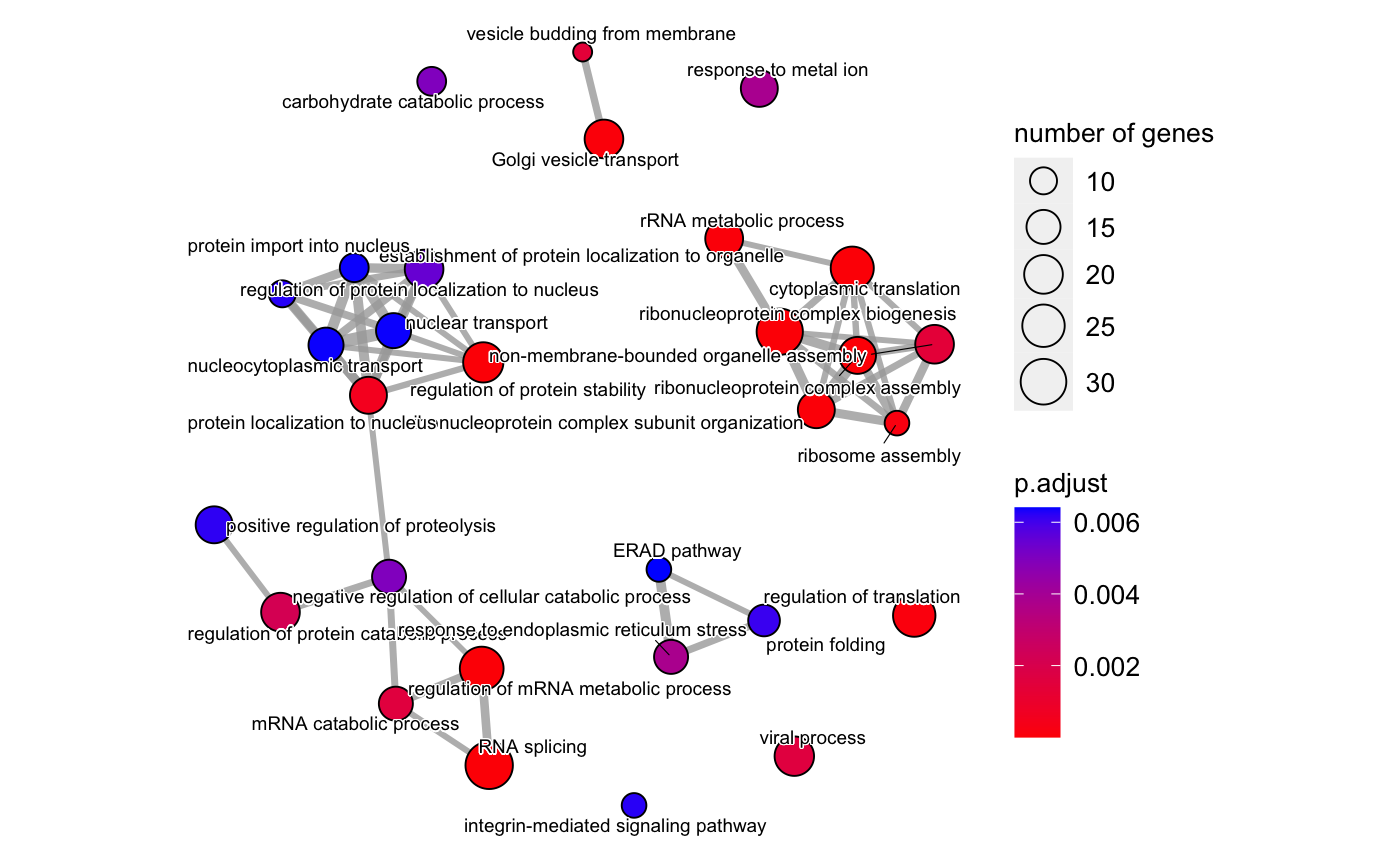 vesicle budding from membrane
response to metal ion
carbohydrate catabolic process
Golgi vesicle transport
rRNA metabolic process
protein import into nucleus
establishment of protein localization to organelle
regulation of protein localization to nucleus
cytoplasmic translation
ribonucleoprotein complex biogenesis
nuclear transport
non-membrane-bounded organelle assembly
nucleocytoplasmic transport
regulation of protein stability
ribonucleoprotein complex assembly
protein localization to nucleus
nucleoprotein complex subunit organization
ribosome assembly
positive regulation of proteolysis
ERAD pathway
negative regulation of cellular catabolic process
regulation of translation
regulation of protein catabolic process
response to endoplasmic reticulum stress
protein folding
regulation of mRNA metabolic process
mRNA catabolic process
RNA splicing
viral process
integrin-mediated signaling pathway
number of genes
10
15
20
25
30
p.adjust
0.006
0.004
0.002